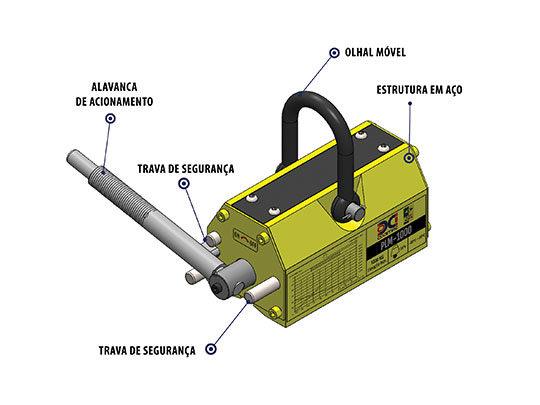 OLHAL MÓVEL
ALAVANCA
DE ACIONAMENTO
ESTRUTURA EM AÇO
TRAVA DE SEGURANÇA
PLM-1000
TRAVA DE SEGURANÇA